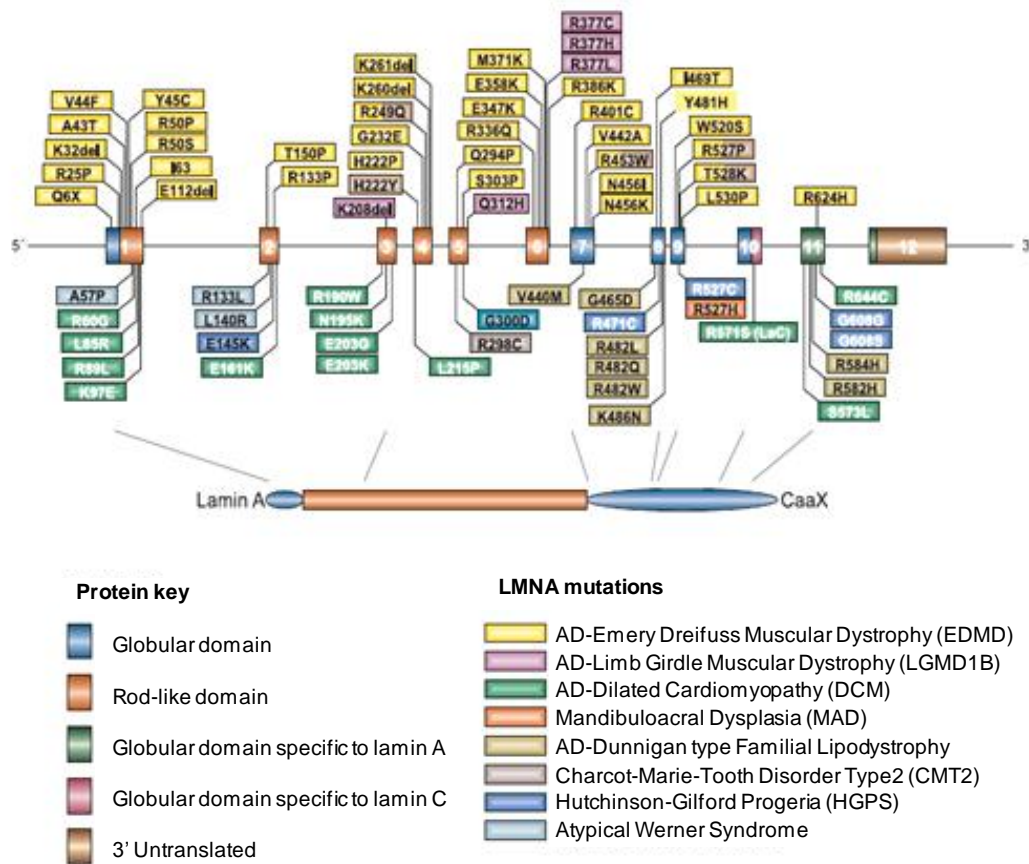 R377C
R377H
R377L
K261del
K260del
R249Q
G232E
H222P
H222Y
K208del
M371K
E358K
E347K
R336Q
Q294P
S303P
Q312H
R386K
R401C
V442A
R453W
N456I
N456K
I469T
Y481H
W520S
R527P
T528K
L530P
V44F
A43T
K32del
R25P
Q6X
Y45C
R50P
R50S
I63
E112del
T150P
R133P
R624H
5´
1
2
3
4
5
6
7
8
9
10
11
12
3´
A57P
R60G
L85R
R89L
K97E
R133L
L140R
E145K
E161K
R190W
N195K
E203G
E203K
L215P
G300D
R298C
V440M
G465D
R471C
R482L
R482Q
R482W
K486N
R527C
R527H
R571S (LaC)
R644C
G608G
G608S
R584H
R582H
S573L
Lamin A
CaaX
Protein key
Globular domain
Rod-like domain
Globular domain specific to lamin A
Globular domain specific to lamin C
3’ Untranslated
LMNA mutations
AD-Emery Dreifuss Muscular Dystrophy (EDMD)
AD-Limb Girdle Muscular Dystrophy (LGMD1B)
AD-Dilated Cardiomyopathy (DCM)
Mandibuloacral Dysplasia (MAD)
AD-Dunnigan type Familial Lipodystrophy
Charcot-Marie-Tooth Disorder Type2 (CMT2)
Hutchinson-Gilford Progeria (HGPS)
Atypical Werner Syndrome